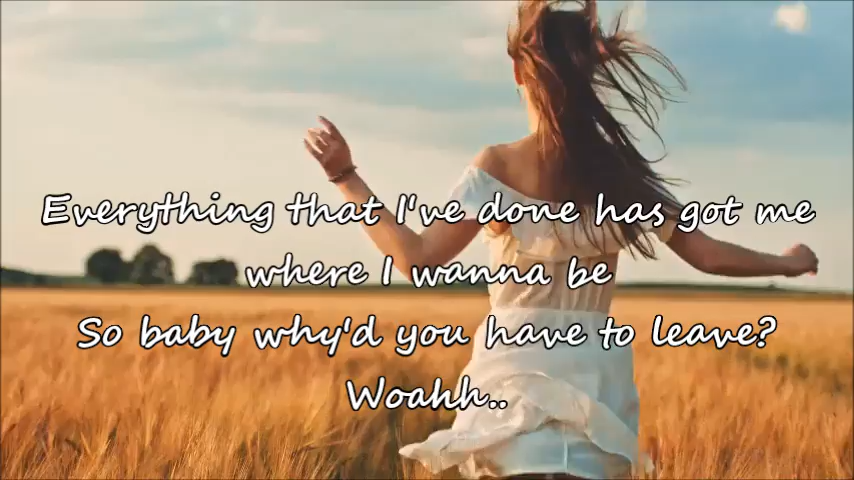 Everything that I've done has got me
where I wanna be
So baby why'd you have to leave?
Woahh..